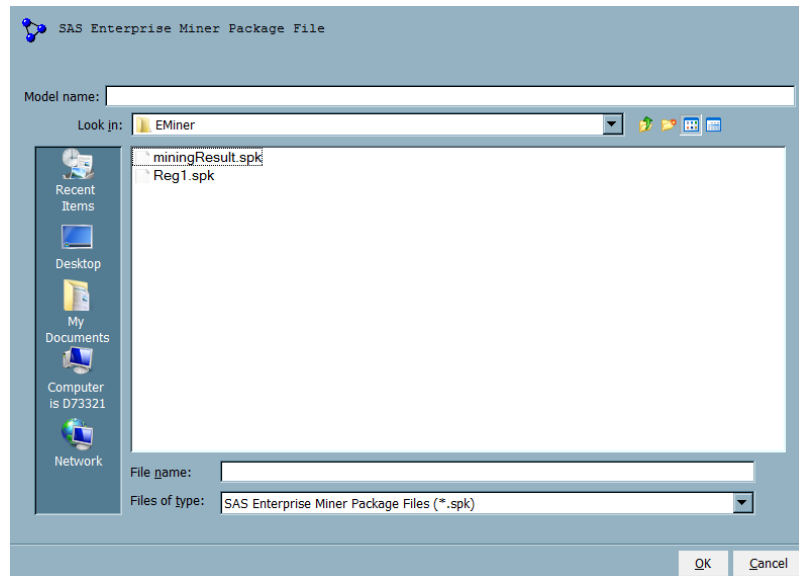 SAS Enterprise Miner Package File
Model name:
Look in: EMiner
miningResult.spk
Reg1.spk
Recent
Items
Desktop
My
Documents
Computer
is D73321
Network
File name:
Files of type: SAS Enterprise Miner Package Files (*.spk)
OK Cancel